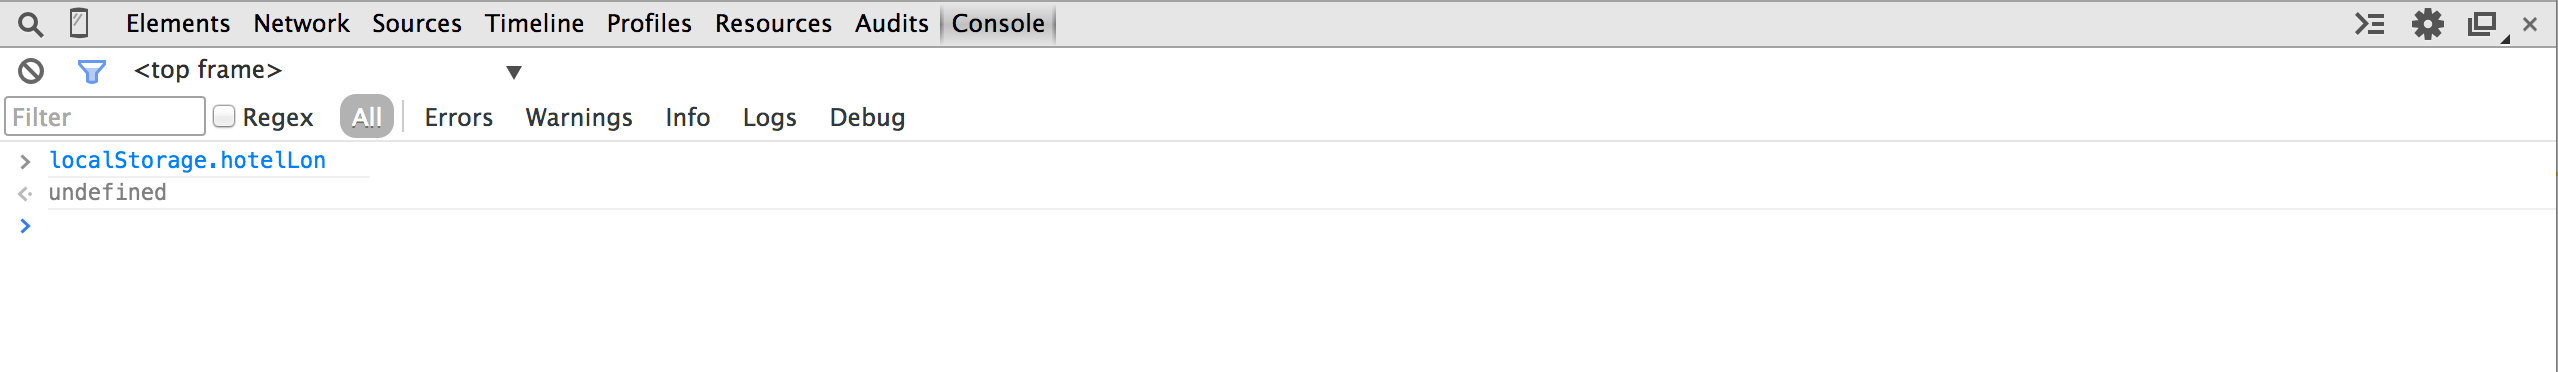 Elements Network Sources Timeline Profiles Resources Audits Console
<top frame>
Filter Regex All Errors Warnings Info Logs Debug
localStorage.hotelLon
undefined